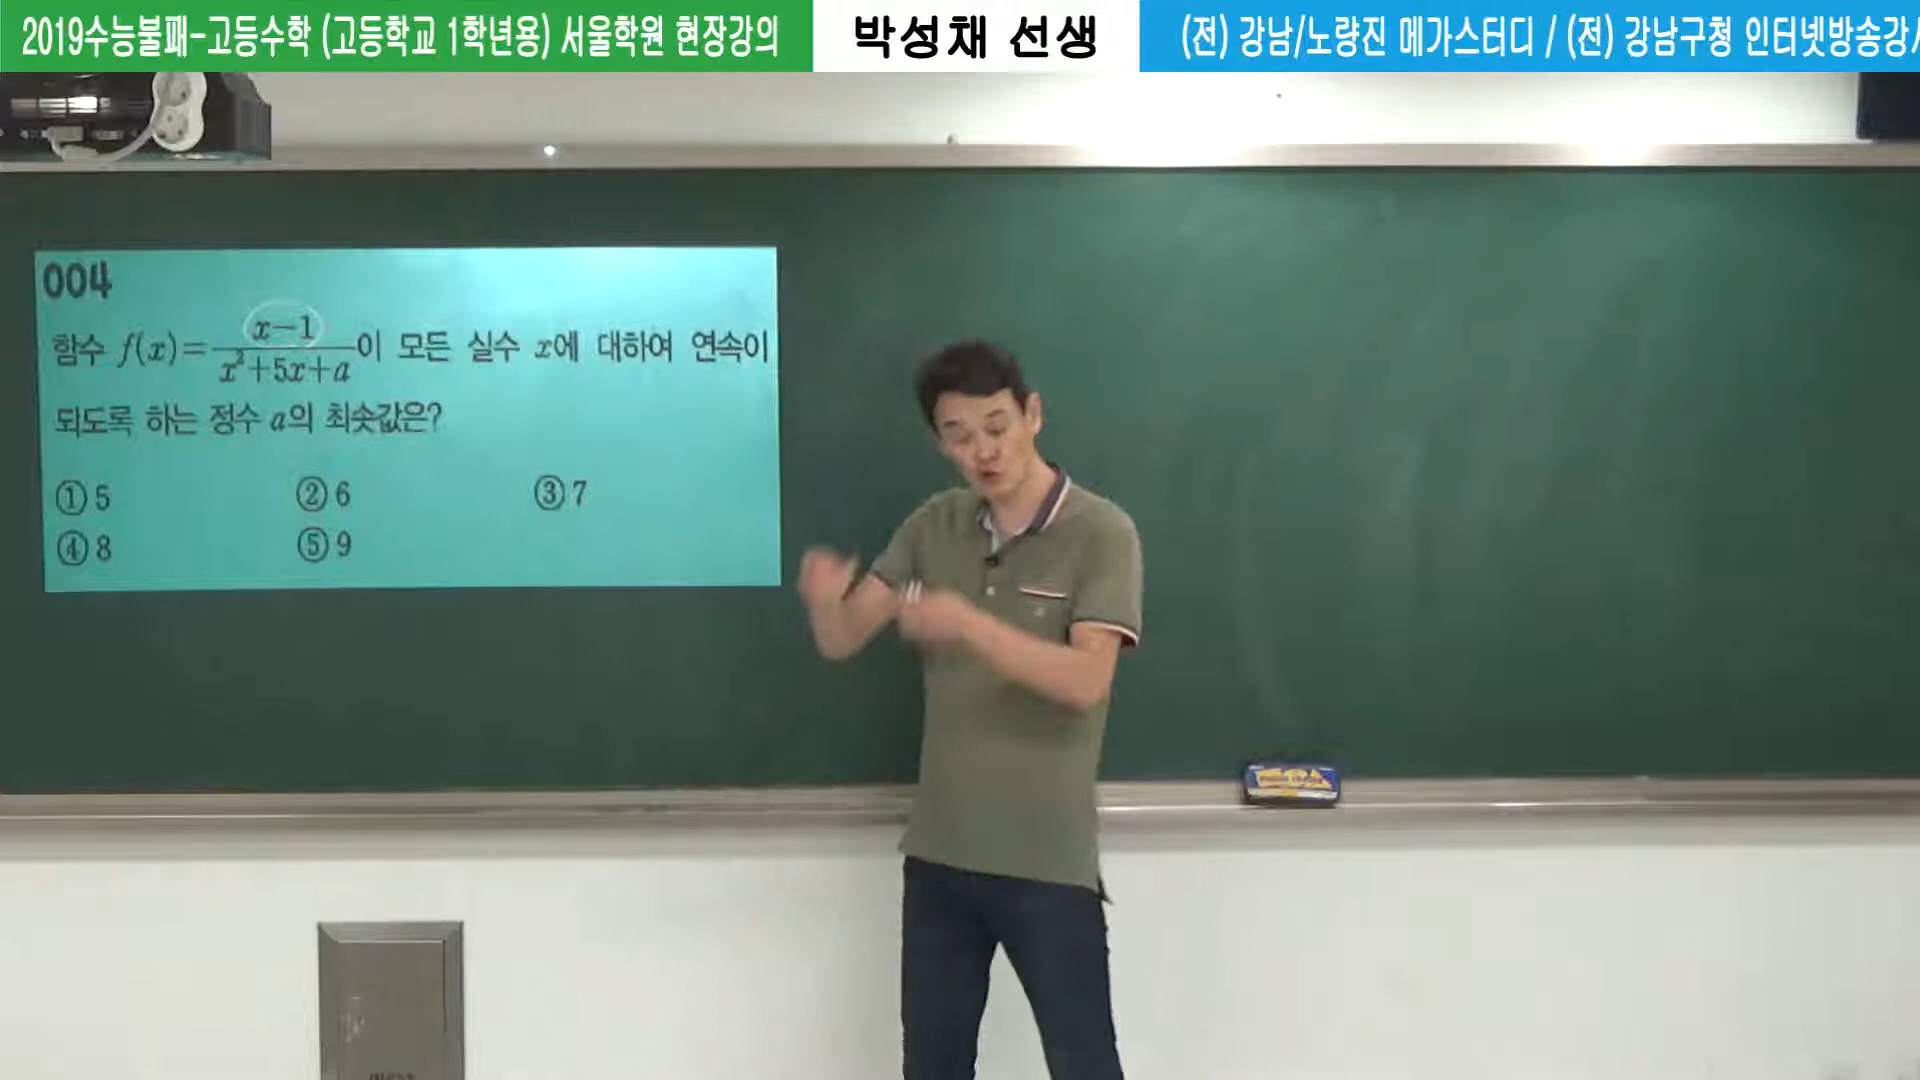 2019수능불패-고등수학 (고등학교 1학년용) 서울학원 현장강의
박성채 선생
(전) 강남/노량진 메가스터디 / (전) 강남구청 인터넷방송강사
004
함수 f(x)=\frac{x-1}{x^2+5x+a}이 모든 실수 x에 대하여 연속이
되도록 하는 정수 a의 최솟값은?
① 5 ② 6 ③ 7
④ 8 ⑤ 9